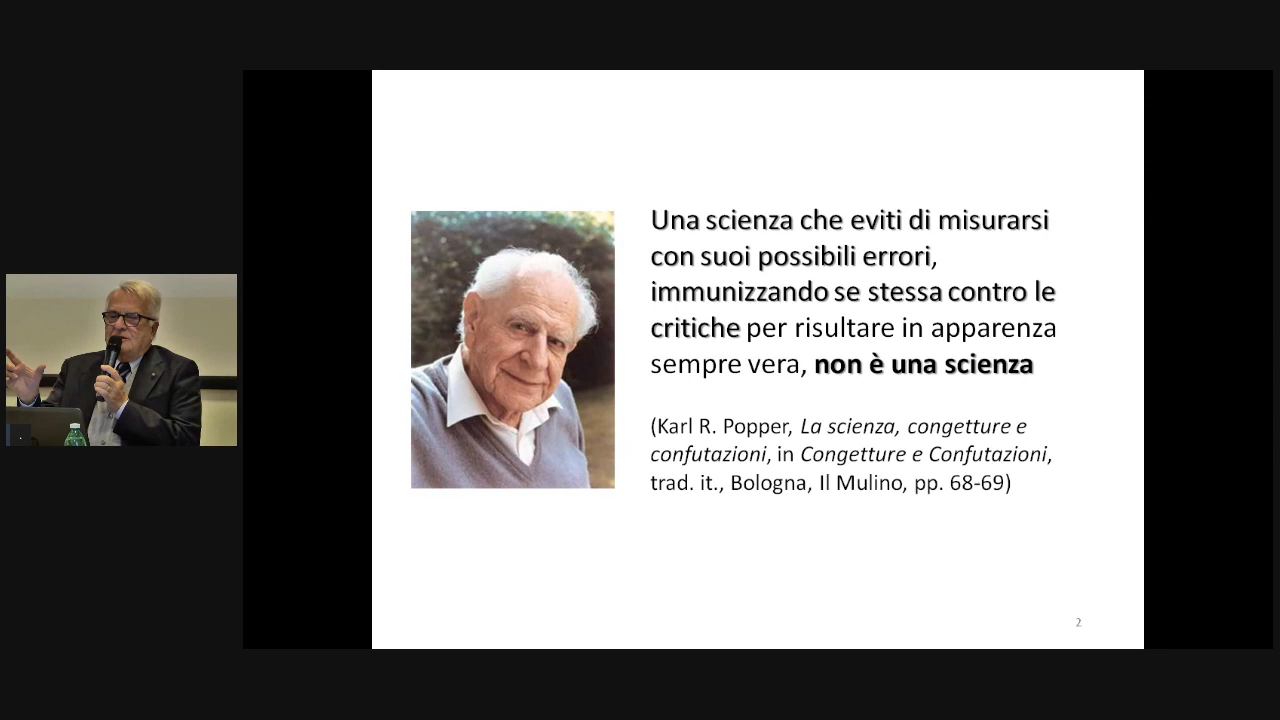 Una scienza che eviti di misurarsi
con suoi possibili errori,
immunizzando se stessa contro le
critiche per risultare in apparenza
sempre vera, non è una scienza
(Karl R. Popper, La scienza, congetture e
confutazioni, in Congetture e Confutazioni,
trad. it., Bologna, Il Mulino, pp. 68-69)
2